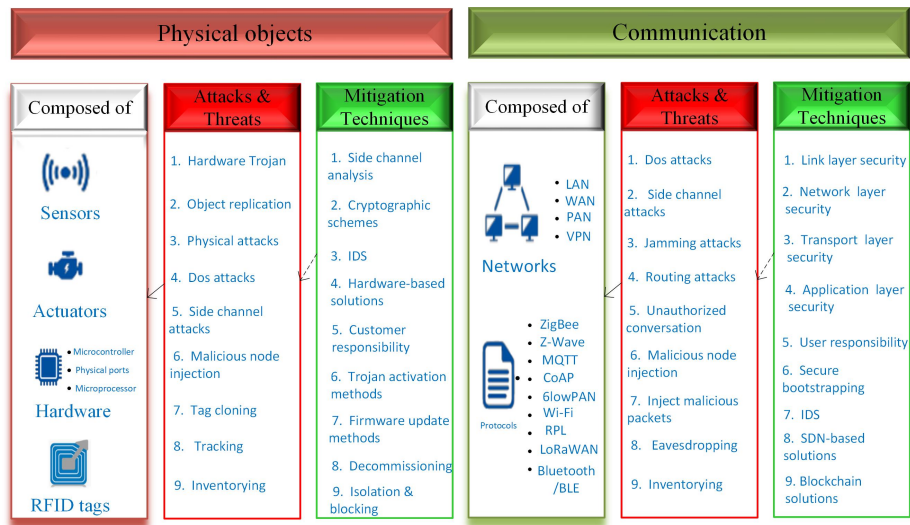 Physical objects
Composed of
Sensors
Actuators
• Microcontroller
• Physical ports
• Microprocessor
Hardware
RFID tags
Attacks &
Threats
1. Hardware Trojan
2. Object replication
3. Physical attacks
4. Dos attacks
5. Side channel
attacks
6. Malicious node
injection
7. Tag cloning
8. Tracking
9. Inventorying
Mitigation
Techniques
1. Side channel
analysis
2. Cryptographic
schemes
3. IDS
4. Hardware-based
solutions
5. Customer
responsibility
6. Trojan activation
methods
7. Firmware update
methods
8. Decommissioning
9. Isolation &
blocking
Communication
Composed of
• LAN
• WAN
• PAN
• VPN
Networks
• ZigBee
• Z-Wave
• MQTT
• CoAP
• 6lowPAN
• Wi-Fi
• RPL
• LoRaWAN
• Bluetooth
/BLE
Protocols
Attacks &
Threats
1. Dos attacks
2. Side channel
attacks
3. Jamming attacks
4. Routing attacks
5. Unauthorized
conversation
6. Malicious node
injection
7. Inject malicious
packets
8. Eavesdropping
9. Inventorying
Mitigation
Techniques
1. Link layer security
2. Network layer
security
3. Transport layer
security
4. Application layer
security
5. User responsibility
6. Secure
bootstrapping
7. IDS
8. SDN-based
solutions
9. Blockchain
solutions